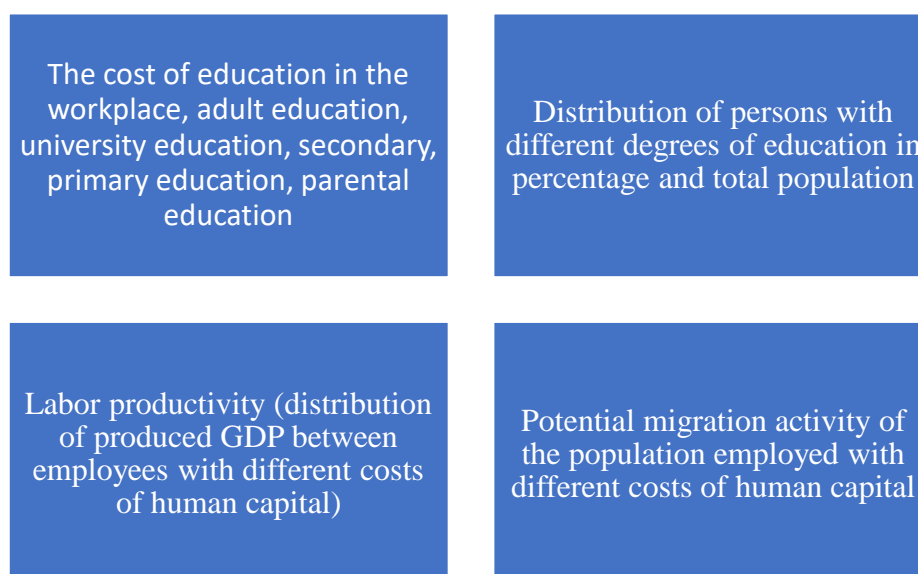 The cost of education in the
workplace, adult education,
university education, secondary,
primary education, parental
education
Distribution of persons with
different degrees of education in
percentage and total population
Labor productivity (distribution
of produced GDP between
employees with different costs
of human capital)
Potential migration activity of
the population employed with
different costs of human capital